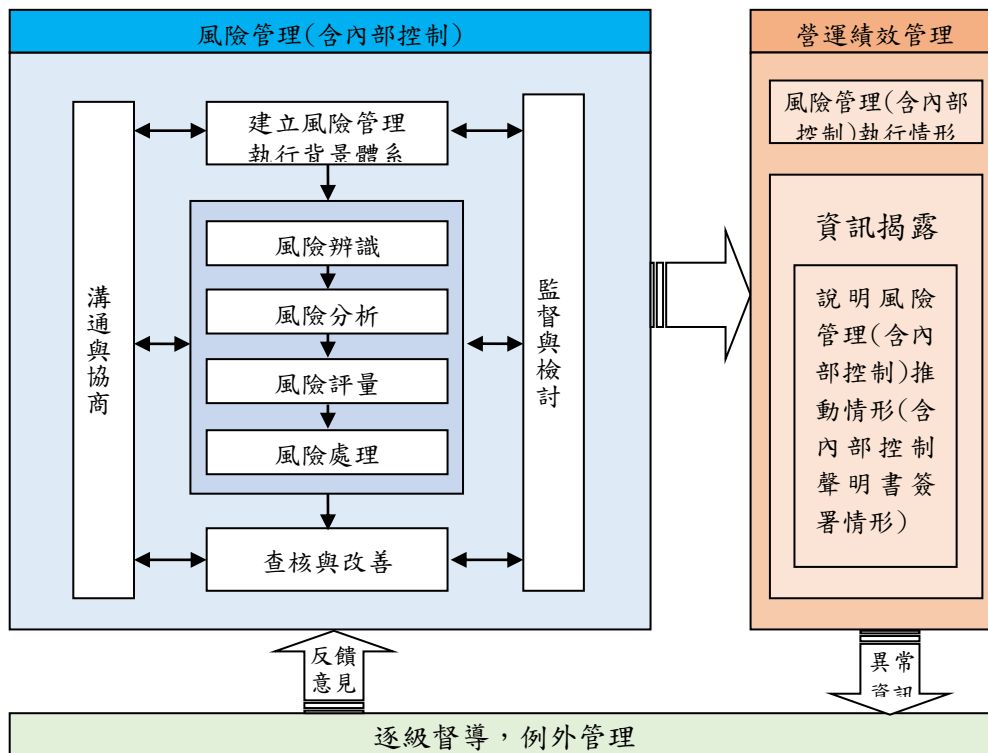 風險管理(含內部控制)
建立風險管理
執行背景體系
風險辨識
風險分析
風險評量
風險處理
查核與改善
溝通與協商
監督與檢討
營運績效管理
風險管理(含內部
控制)執行情形
資訊揭露
說明風險
管理(含內
部控制)推
動情形(含
內部控制
聲明書簽
署情形)
反饋
意見
異常
資訊
逐級督導，例外管理